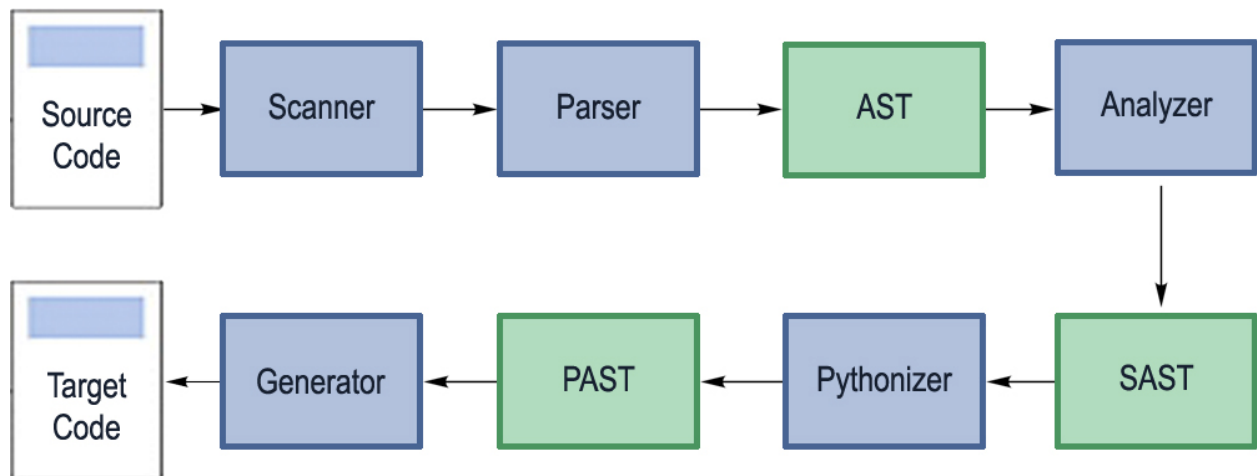 Source
Code
Scanner
Parser
AST
Analyzer
Target
Code
Generator
PAST
Pythonizer
SAST